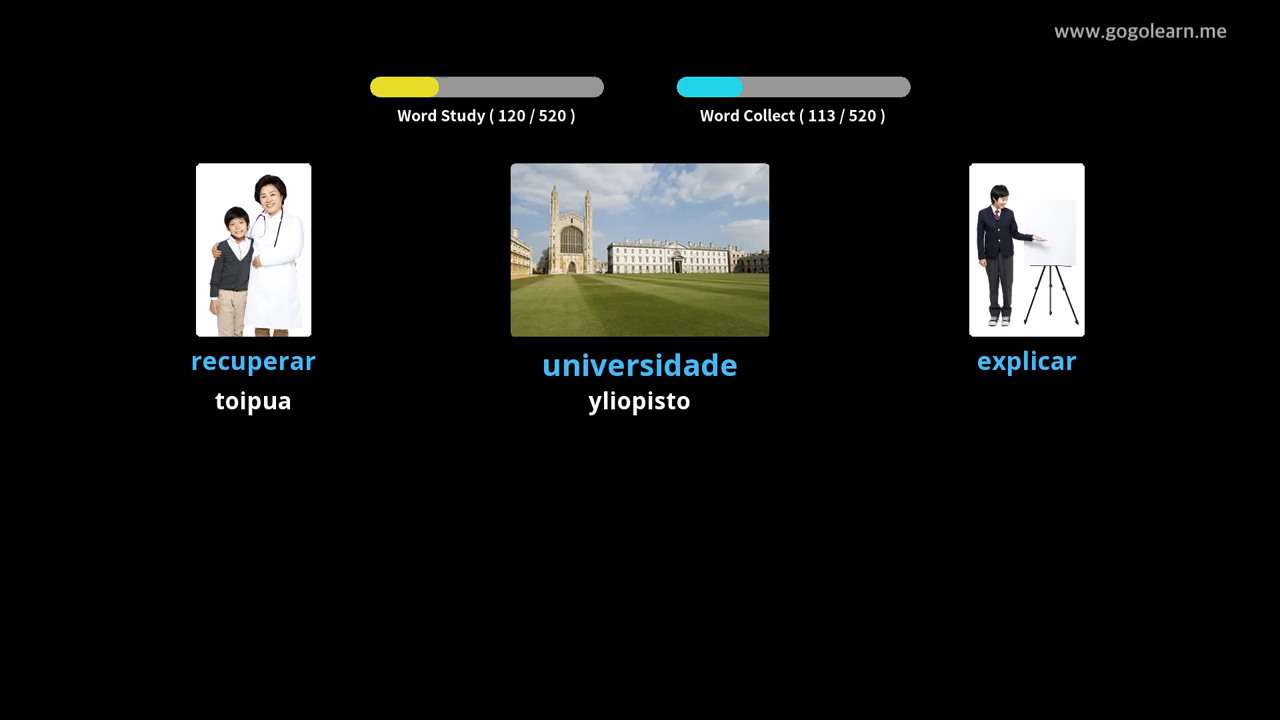 www.gogolearn.me
Word Study ( 120 / 520 )
Word Collect ( 113 / 520 )
recuperar
universidade
explicar
toipua
yliopisto